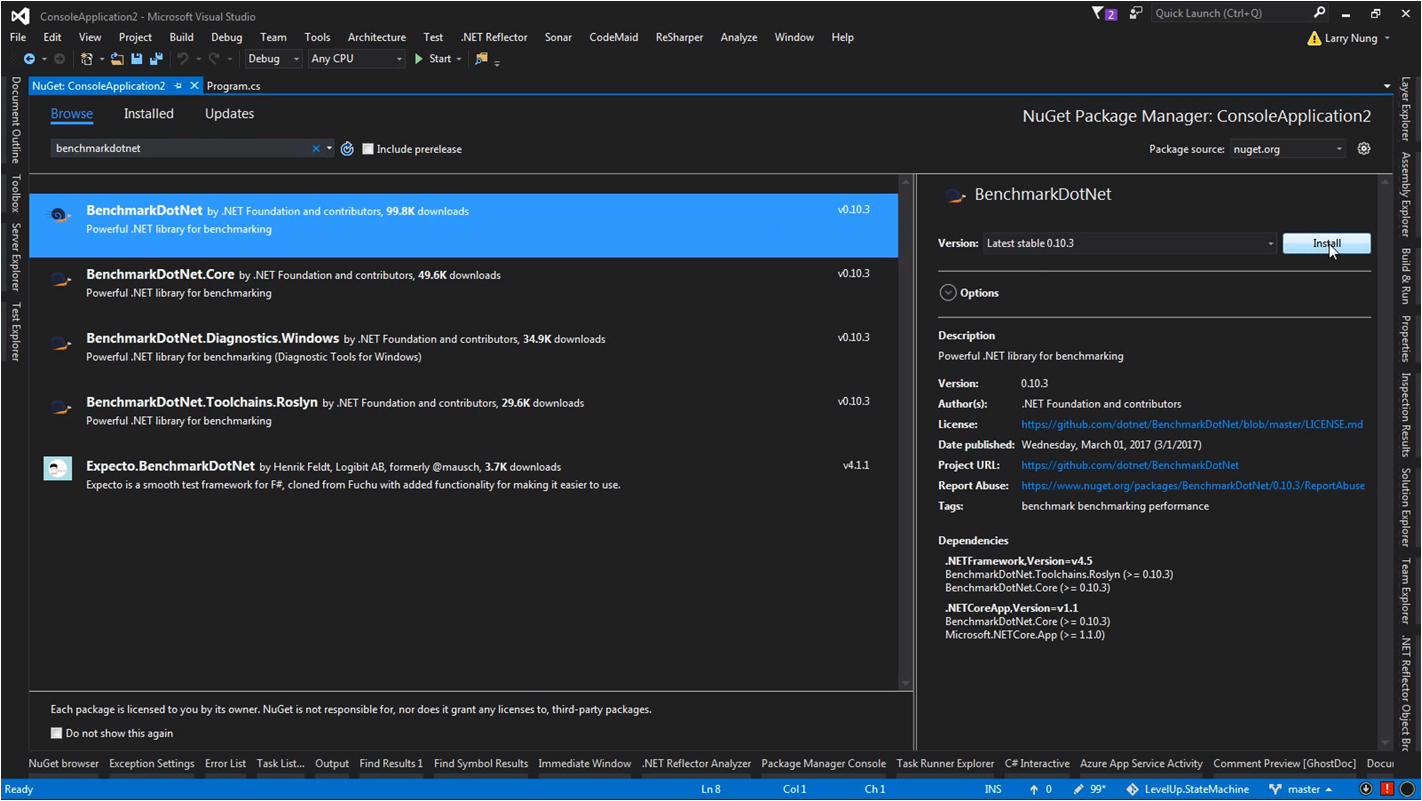 ConsoleApplication2 - Microsoft Visual Studio
2
Quick Launch (Ctrl+Q)
File Edit View Project Build Debug Team Tools Architecture Test .NET Reflector Sonar CodeMaid ReSharper Analyze Window Help
Larry Nung
Debug Any CPU Start
NuGet: ConsoleApplication2 Program.cs
Document Outline
Toolbox
Server Explorer
Test Explorer
Browse Installed Updates
NuGet Package Manager: ConsoleApplication2
benchmarkdotnet
Include prerelease
Package source: nuget.org
BenchmarkDotNet by .NET Foundation and contributors, 99.8K downloads v0.10.3
Powerful .NET library for benchmarking
BenchmarkDotNet.Core by .NET Foundation and contributors, 49.6K downloads v0.10.3
Powerful .NET library for benchmarking
BenchmarkDotNet.Diagnostics.Windows by .NET Foundation and contributors, 34.9K downloads v0.10.3
Powerful .NET library for benchmarking (Diagnostic Tools for Windows)
BenchmarkDotNet.Toolchains.Roslyn by .NET Foundation and contributors, 29.6K downloads v0.10.3
Powerful .NET library for benchmarking
Expecto.BenchmarkDotNet by Henrik Feldt, Logibit AB, formerly @mausch, 3.7K downloads v4.1.1
Expecto is a smooth test framework for F#, cloned from Fuchu with added functionality for making it easier to use.
Each package is licensed to you by its owner. NuGet is not responsible for, nor does it grant any licenses to, third-party packages.
Do not show this again
BenchmarkDotNet
Version: Latest stable 0.10.3 Install
Options
Description
Powerful .NET library for benchmarking
Version: 0.10.3
Author(s): .NET Foundation and contributors
License: https://github.com/dotnet/BenchmarkDotNet/blob/master/LICENSE.md
Date published: Wednesday, March 01, 2017 (3/1/2017)
Project URL: https://github.com/dotnet/BenchmarkDotNet
Report Abuse: https://www.nuget.org/packages/BenchmarkDotNet/0.10.3/ReportAbuse
Tags: benchmark benchmarking performance
Dependencies
.NETFramework,Version=v4.5
BenchmarkDotNet.Toolchains.Roslyn (>= 0.10.3)
BenchmarkDotNet.Core (>= 0.10.3)
.NETCoreApp,Version=v1.1
BenchmarkDotNet.Core (>= 0.10.3)
Microsoft.NETCore.App (>= 1.1.0)
Layer Explorer
Assembly Explorer
Build & Run
Properties
Inspection Results
Solution Explorer
Team Explorer
.NET Reflector Object Br
NuGet browser Exception Settings Error List Task List... Output Find Results 1 Find Symbol Results Immediate Window .NET Reflector Analyzer Package Manager Console Task Runner Explorer C# Interactive Azure App Service Activity Comment Preview [GhostDoc] Docu
Ready Ln 8 Col 1 Ch 1 INS 0 99* LevelUp.StateMachine master